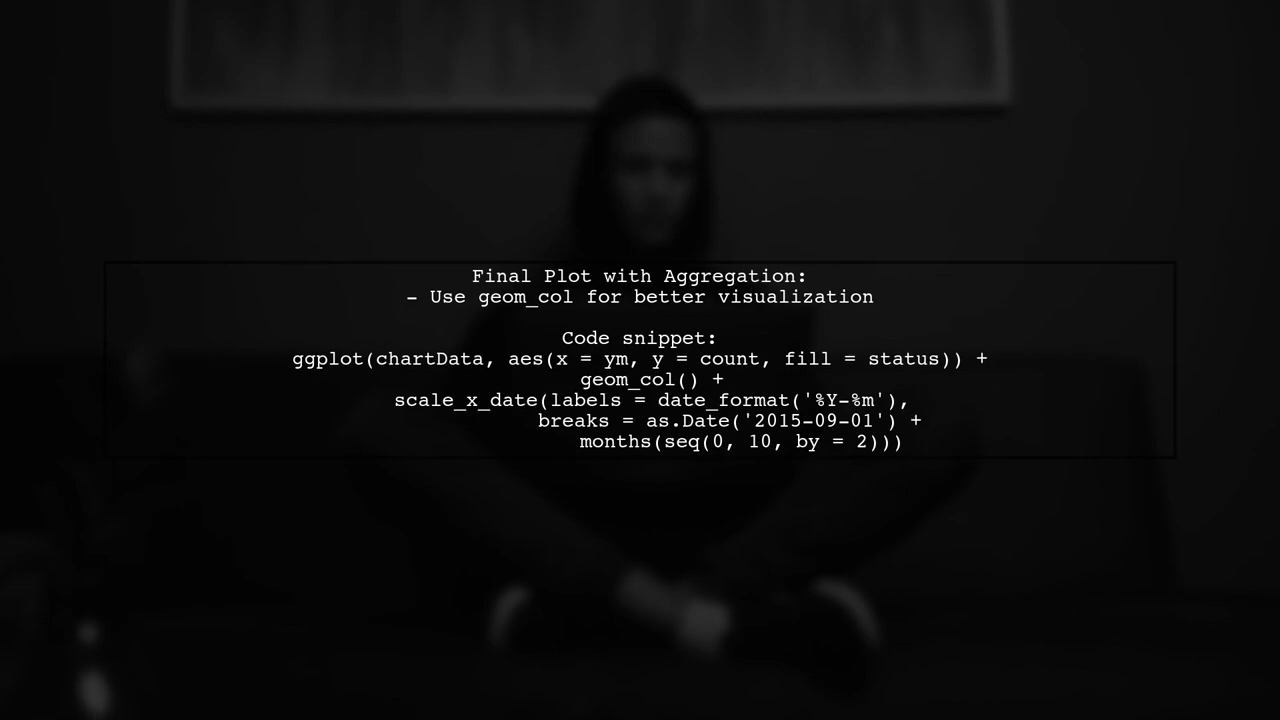 Final Plot with Aggregation:
- Use geom_col for better visualization
Code snippet:
ggplot(chartData, aes(x = ym, y = count, fill = status)) +
geom_col() +
scale_x_date(labels = date_format('%Y-%m'),
breaks = as.Date('2015-09-01') +
months(seq(0, 10, by = 2)))